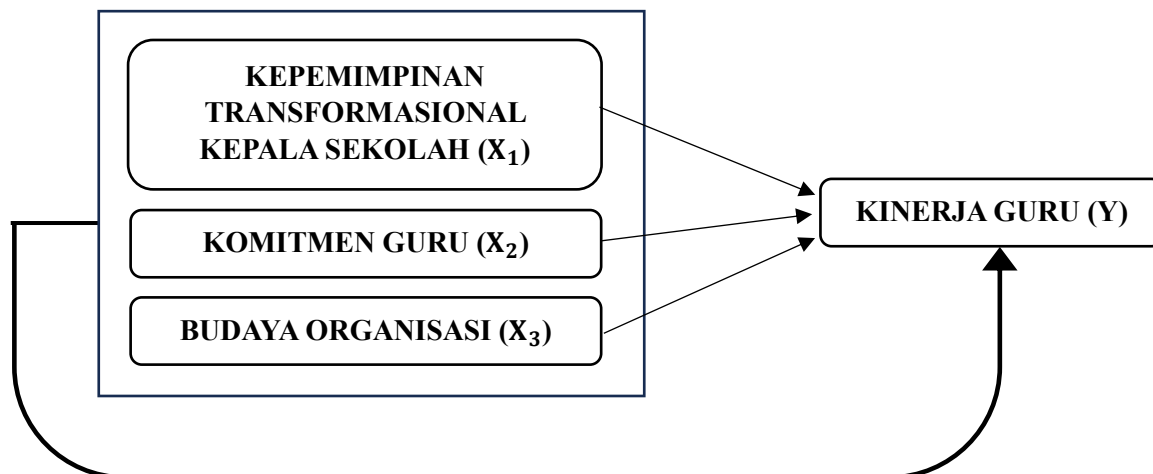 KEPEMIMPINAN
TRANSFORMASIONAL
KEPALA SEKOLAH (X₁)
KINERJA GURU (Y)
KOMITMEN GURU (X₂)
BUDAYA ORGANISASI (X₃)